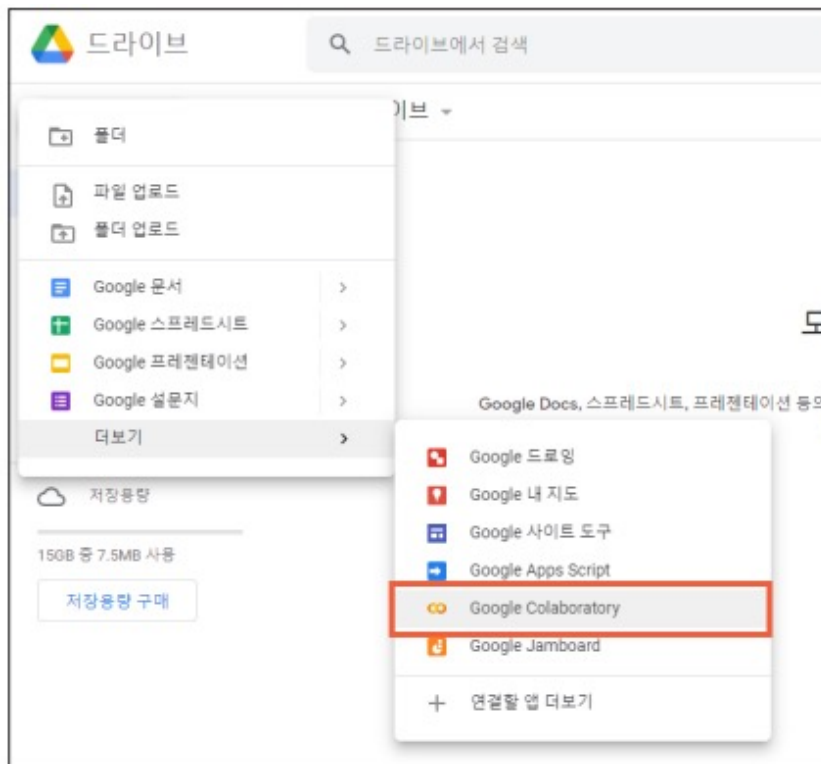 드라이브
드라이브에서 검색
이브
폴더
파일 업로드
폴더 업로드
Google 문서
Google 스프레드시트
Google 프레젠테이션
Google 설문지
더보기
Google Docs, 스프레드시트, 프레젠테이션 등의
Google 드로잉
Google 내 지도
Google 사이트 도구
Google Apps Script
Google Colaboratory
Google Jamboard
연결할 앱 더보기
저장용량
15GB 중 7.5MB 사용
저장용량 구매